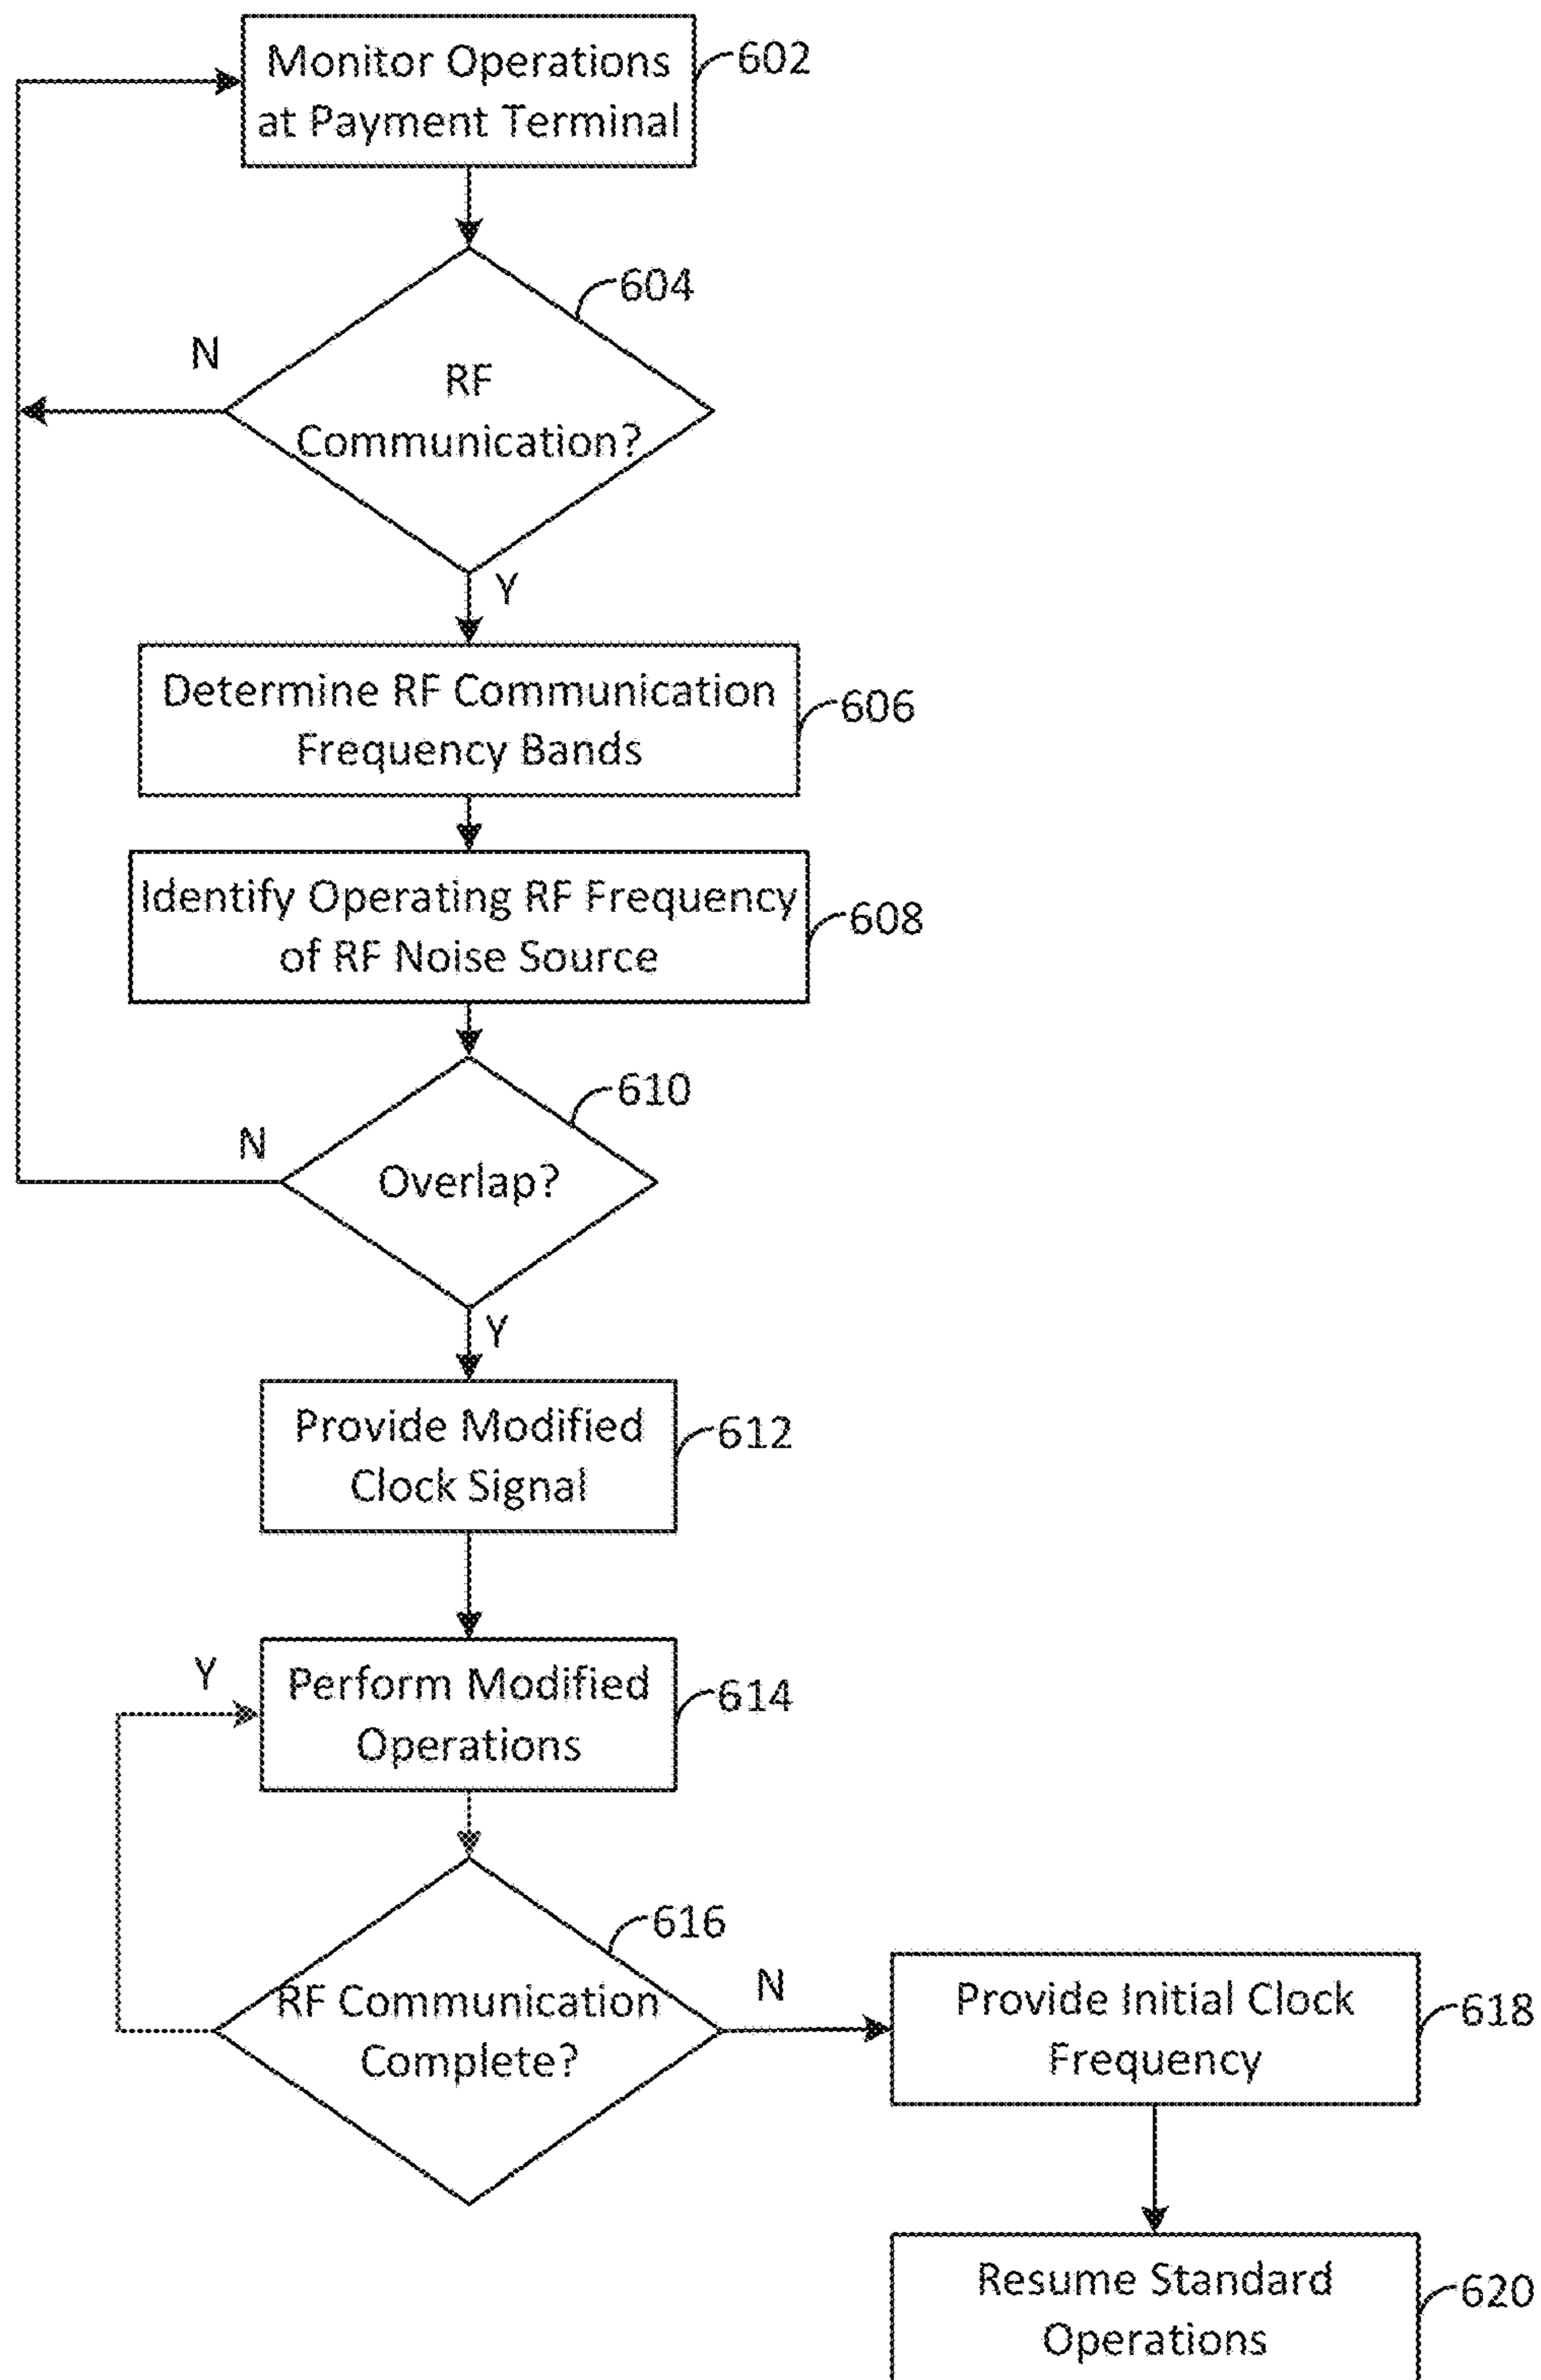 Monitor Operations
at Payment Terminal
602
604
N
RF
Communication?
Y
Determine RF Communication
Frequency Bands
606
Identify Operating RF Frequency
of RF Noise Source
608
610
N
Overlap?
Y
Provide Modified
Clock Signal
612
Y
Perform Modified
Operations
614
616
RF Communication
Complete?
N
Provide Initial Clock
Frequency
618
Resume Standard
Operations
620